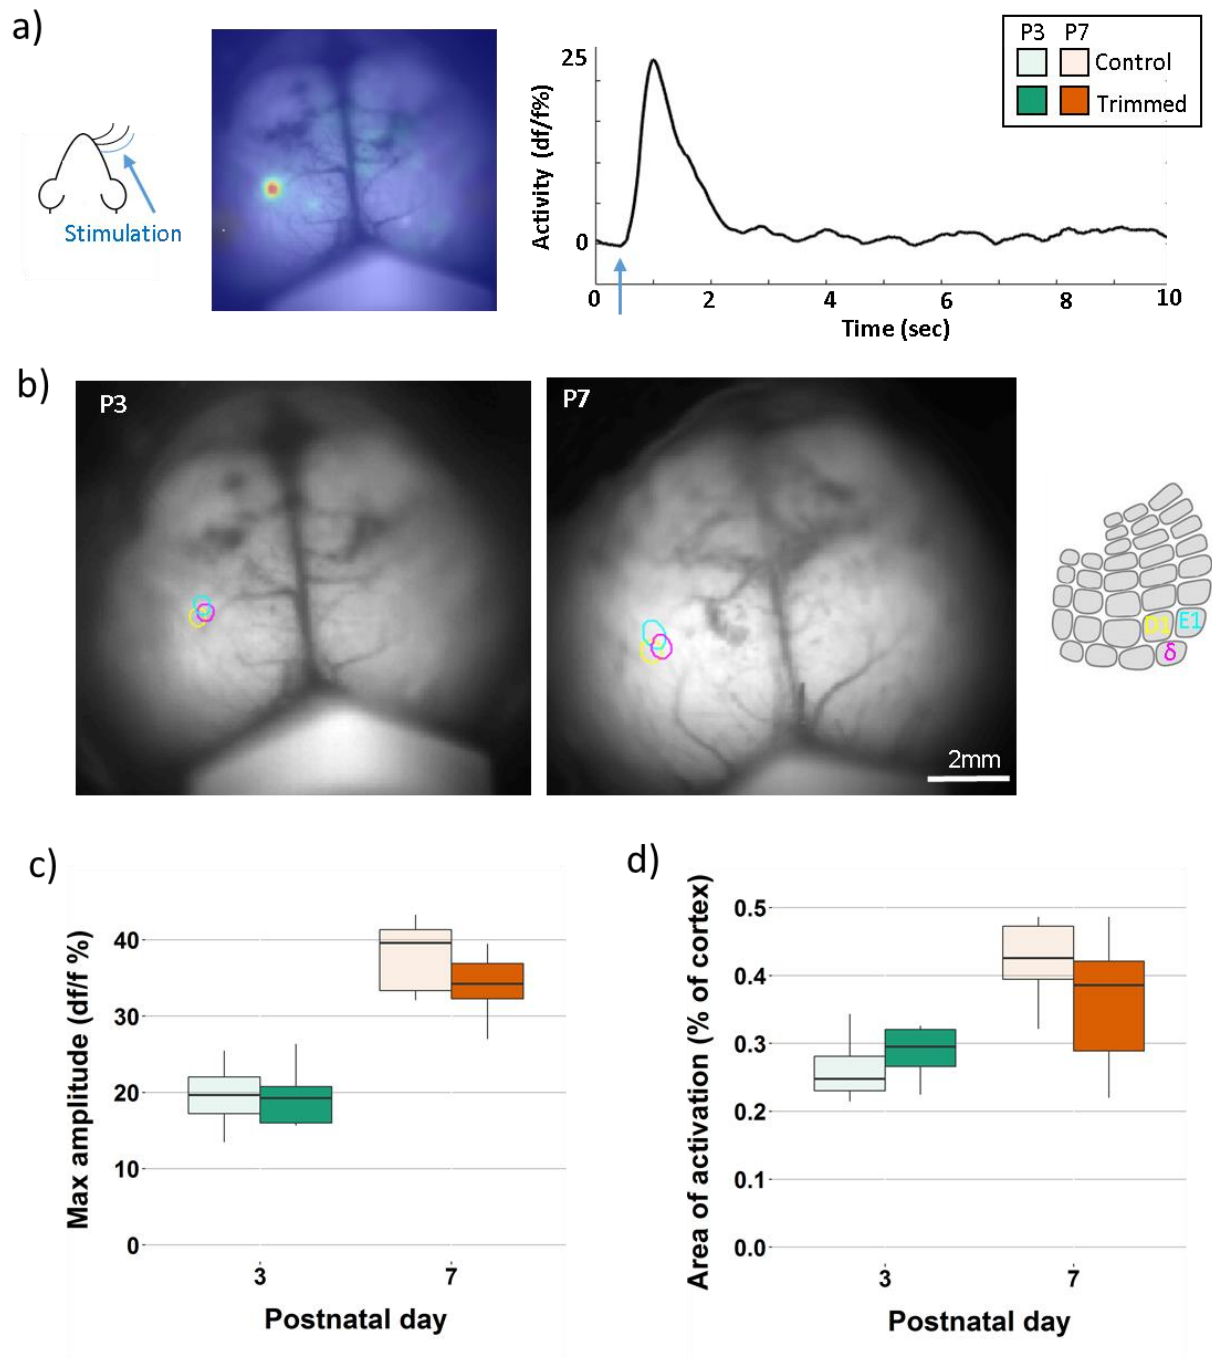 a)
Stimulation
25
0
Activity (df/f%)
0 2 4 6 8 10
Time (sec)
P3 P7
Control
Trimmed
b)
P3
P7
2mm
D1 E1
δ
c)
Max amplitude (df/f %)
40
30
20
10
0
3 7
Postnatal day
d)
Area of activation (% of cortex)
0.5
0.4
0.3
0.2
0.1
0.0
3 7
Postnatal day